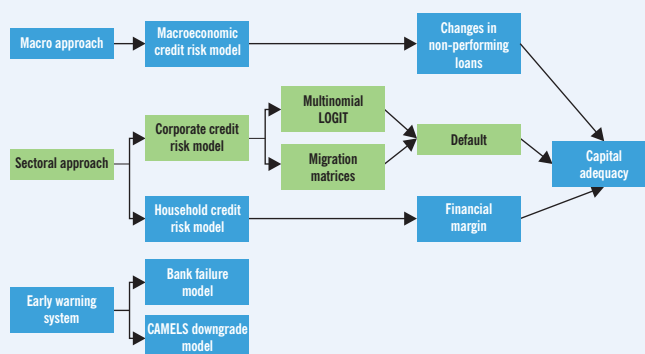 Macro approach
Macroeconomic
credit risk model
Changes in
non-performing
loans
Sectoral approach
Corporate credit
risk model
Multinomial
LOGIT
Migration
matrices
Default
Capital
adequacy
Household credit
risk model
Financial
margin
Early warning
system
Bank failure
model
CAMELS downgrade
model